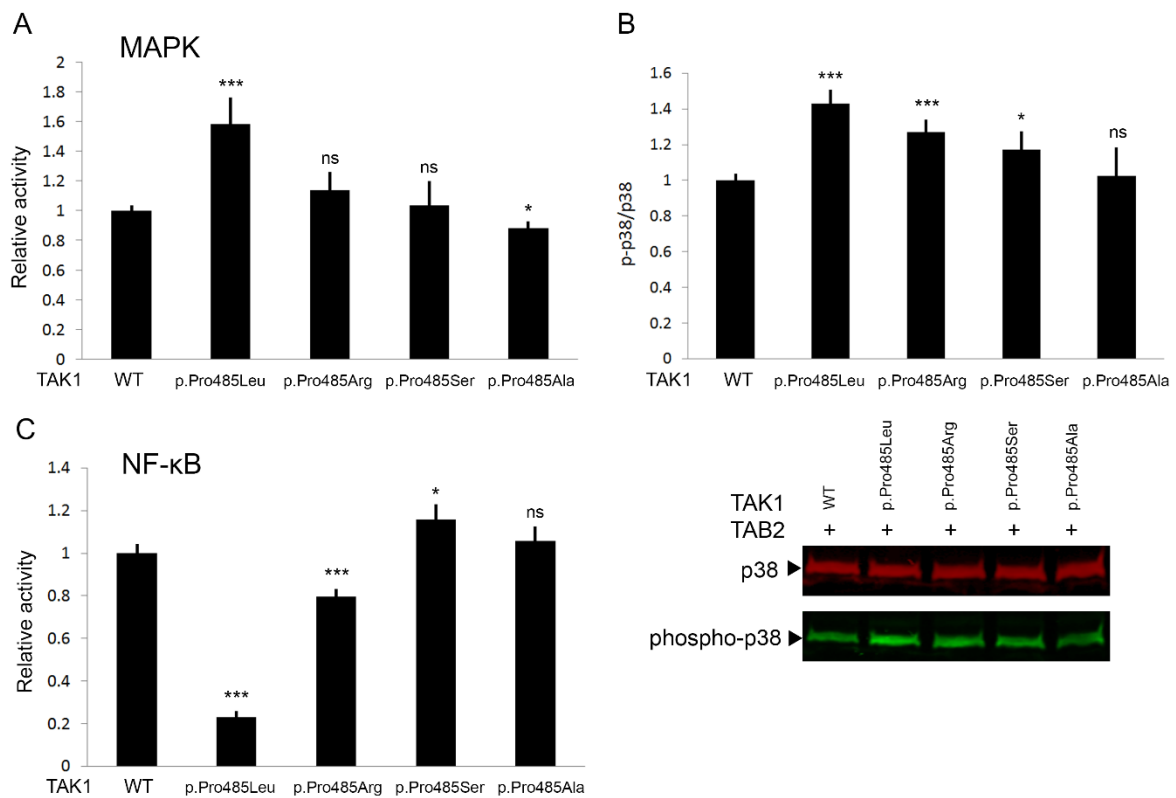 A
MAPK
Relative activity
2
1.8
1.6
1.4
1.2
1
0.8
0.6
0.4
0.2
0
***
ns
ns
*
TAK1 WT p.Pro485Leu p.Pro485Arg p.Pro485Ser p.Pro485Ala
B
p-p38/p38
1.6
1.4
1.2
1
0.8
0.6
0.4
0.2
0
***
***
*
ns
TAK1 WT p.Pro485Leu p.Pro485Arg p.Pro485Ser p.Pro485Ala
C
NF-κB
Relative activity
1.4
1.2
1
0.8
0.6
0.4
0.2
0
***
***
*
ns
TAK1 WT p.Pro485Leu p.Pro485Arg p.Pro485Ser p.Pro485Ala
TAK1 WT p.Pro485Leu p.Pro485Arg p.Pro485Ser p.Pro485Ala
TAB2 + + + + +
p38
phospho-p38